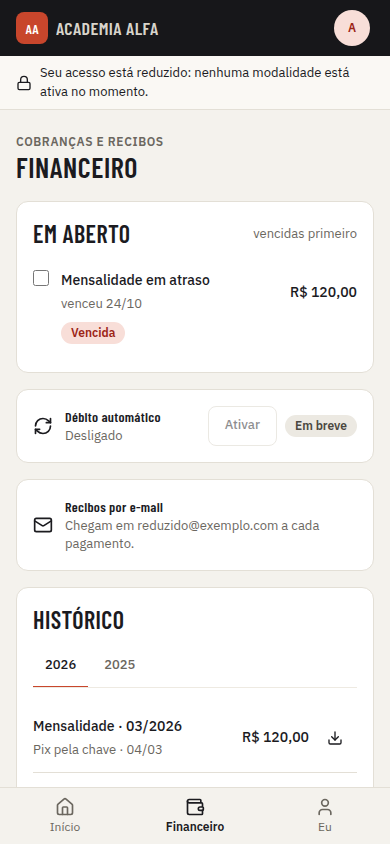 AA ACADEMIA ALFA A
Seu acesso está reduzido: nenhuma modalidade está
ativa no momento.
COBRANÇAS E RECIBOS
FINANCEIRO
EM ABERTO vencidas primeiro
Mensalidade em atraso R$ 120,00
venceu 24/10
Vencida
Débito automático Ativar Em breve
Desligado
Recibos por e-mail
Chegam em reduzido@exemplo.com a cada
pagamento.
HISTÓRICO
2026 2025
Mensalidade · 03/2026 R$ 120,00
Pix pela chave · 04/03
Início Financeiro Eu